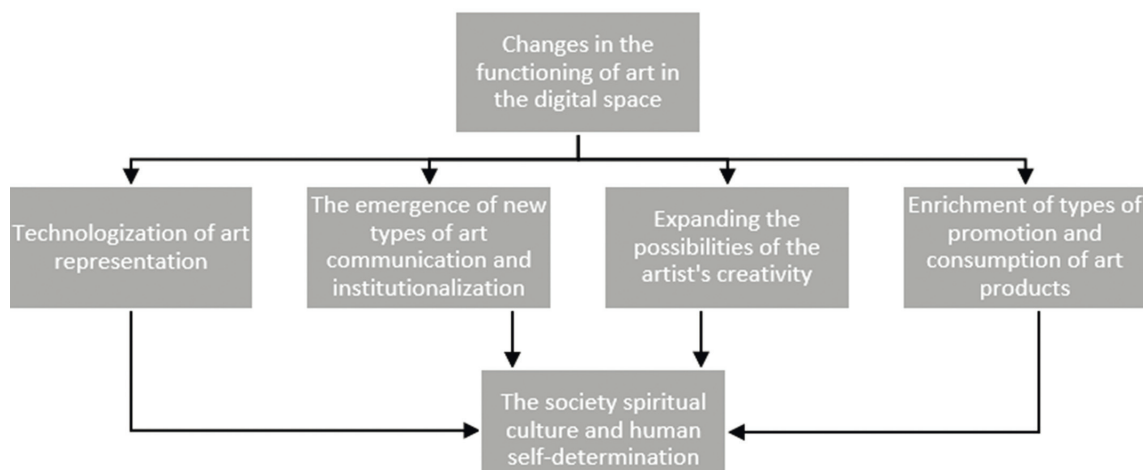 Changes in the
functioning of art in
the digital space
Technologization of art
representation
The emergence of new
types of art
communication and
institutionalization
Expanding the
possibilities of the
artist's creativity
Enrichment of types of
promotion and
consumption of art
products
The society spiritual
culture and human
self-determination